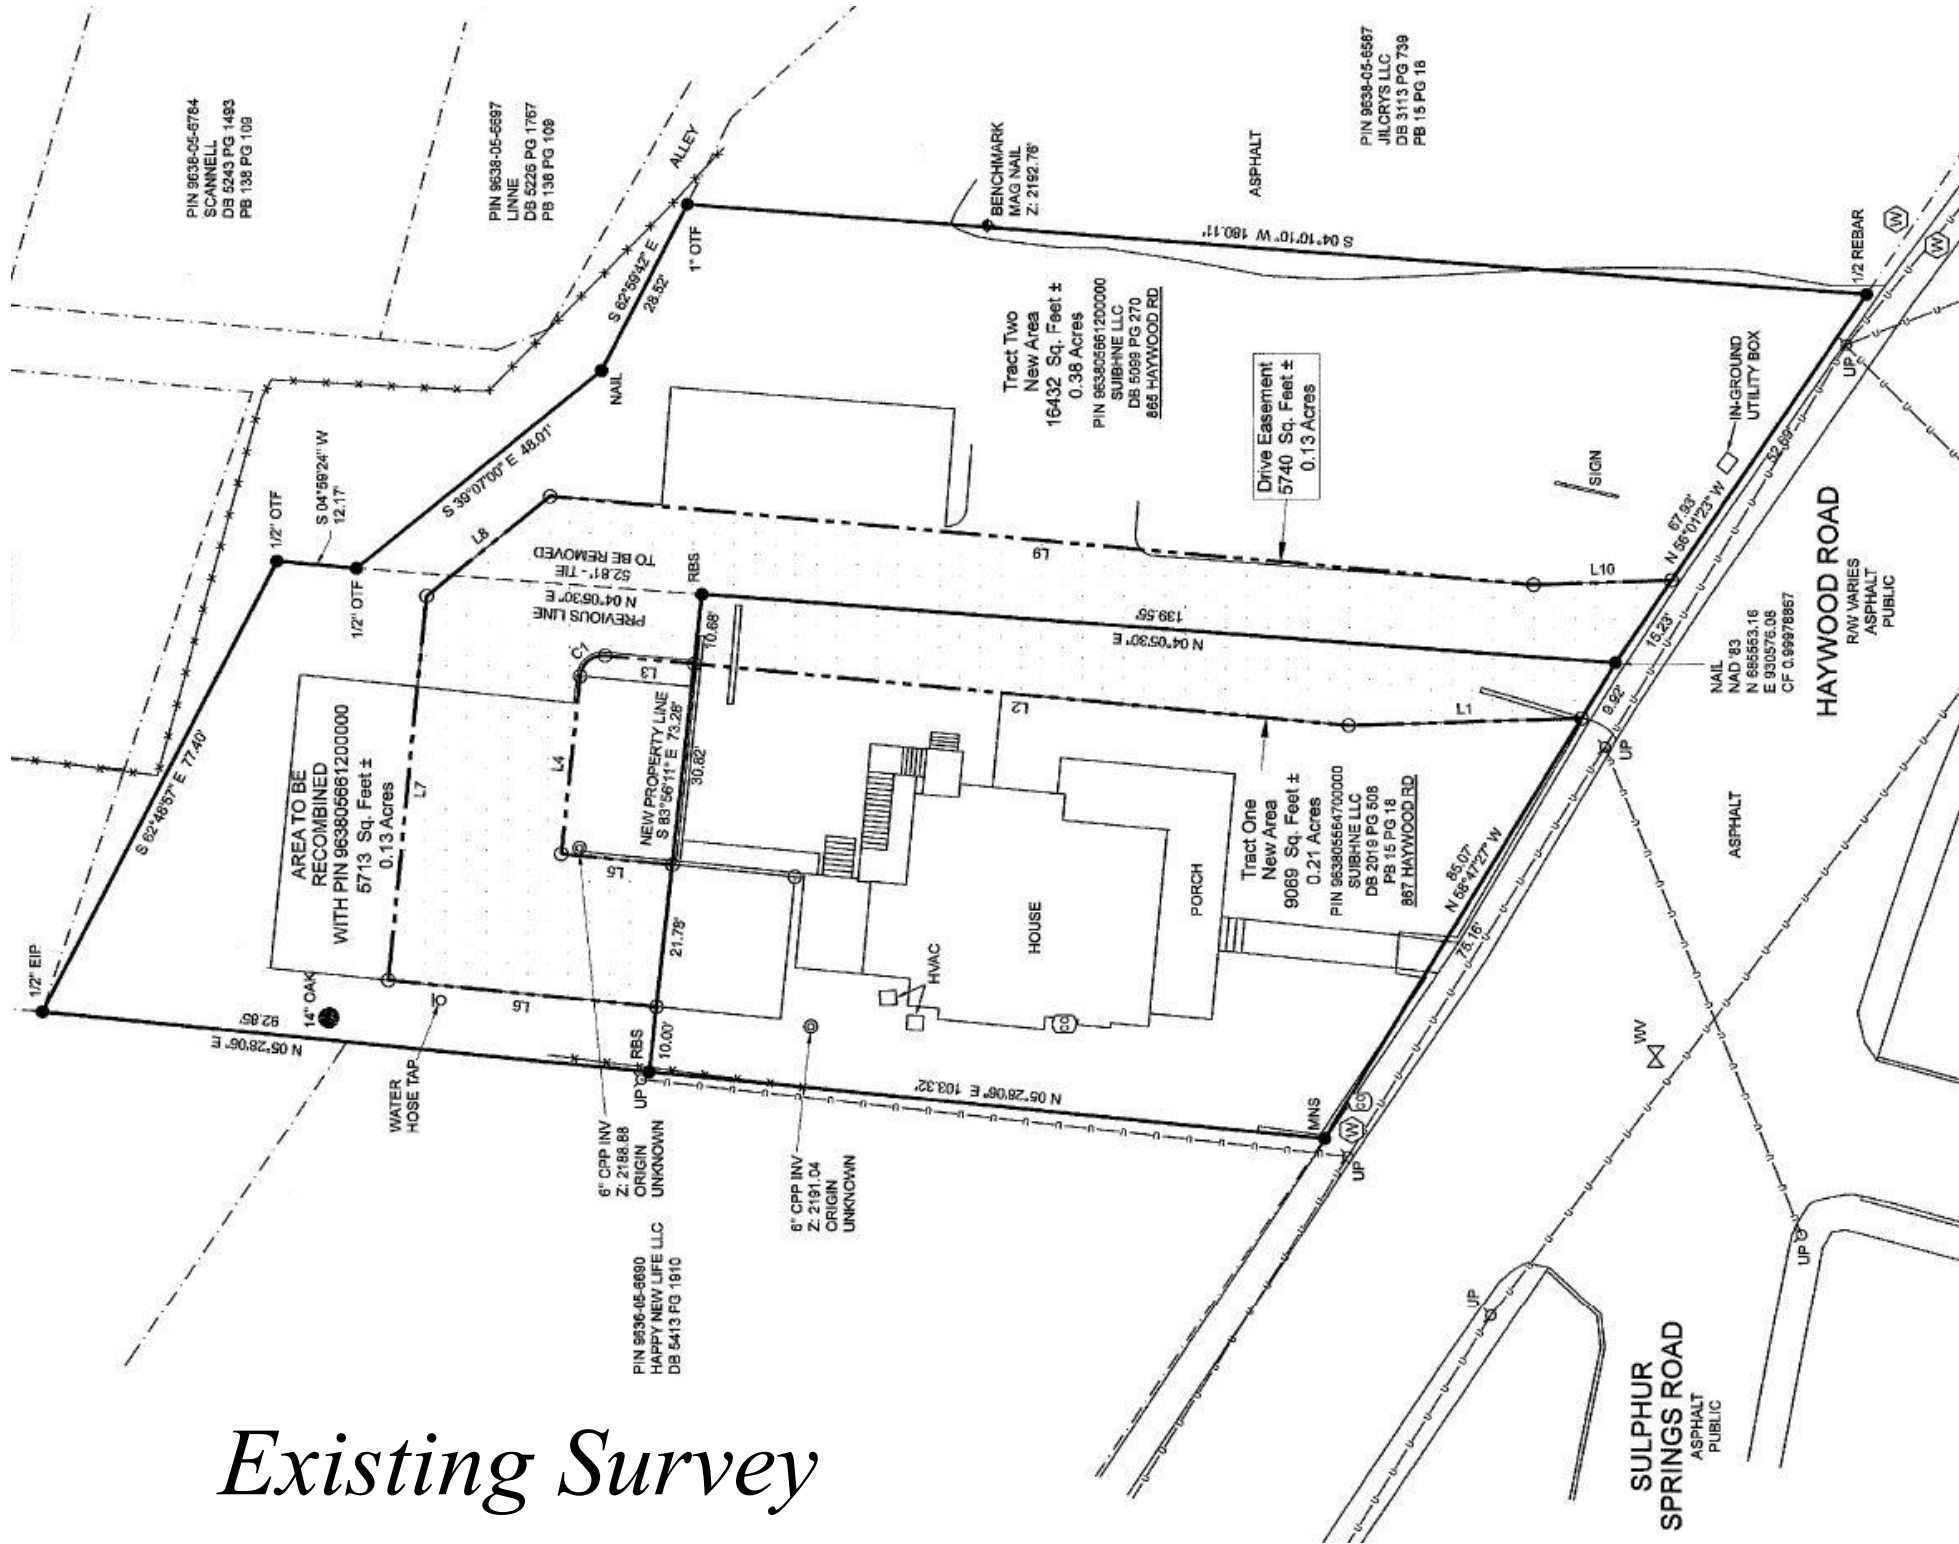 PIN 9638-05-6784
SCANNELL
DB 5243 PG 1493
PB 138 PG 109
PIN 9638-05-6697
LINNE
DB 5226 PG 1767
PB 138 PG 109
ALLEY
PIN 9638-05-6587
JILCRYS LLC
DB 3113 PG 739
PB 15 PG 18
ASPHALT
BENCHMARK
MAG NAIL
Z: 2192.76'
1" OTF
S 62°59'42" E
28.52'
NAIL
S 04°10'10" W 180.11'
1/2 REBAR
W
W
UP
Tract Two
New Area
16432 Sq. Feet ±
0.38 Acres
PIN 963805661200000
SUIBHNE LLC
DB 5099 PG 270
865 HAYWOOD RD
Drive Easement
5740 Sq. Feet ±
0.13 Acres
IN-GROUND
UTILITY BOX
SIGN
52.69'
67.93'
N 56°01'23" W
S 39°07'00" E 48.01'
1/2" OTF
S 04°59'24" W
12.17'
1/2" OTF
L8
PREVIOUS LINE
N 04°05'30" E
52.81' - TIE
TO BE REMOVED
RBS
L9
L10
139.55'
N 04°05'30" E
15.23'
NAIL
NAD '83
N 685553.16
E 930576.08
CF 0.99978867
HAYWOOD ROAD
R/W VARIES
ASPHALT
PUBLIC
S 62°48'57" E 77.40'
AREA TO BE
RECOMBINED
WITH PIN 963805661200000
5713 Sq. Feet ±
0.13 Acres
L7
C1
L3
L4
10.68'
NEW PROPERTY LINE
S 83°56'11" E 73.28'
30.82'
L5
L2
L1
9.92'
UP
Tract One
New Area
9069 Sq. Feet ±
0.21 Acres
PIN 963805564700000
SUIBHNE LLC
DB 2019 PG 508
PB 15 PG 18
867 HAYWOOD RD
PORCH
HOUSE
HVAC
CO
85.07'
N 58°47'27" W
75.16'
ASPHALT
WV
1/2" EIP
92.85'
N 05°28'06" E
14" OAK
WATER
HOSE TAP
L6
21.78'
10.00'
RBS
UP
6" CPP INV
Z: 2188.88
ORIGIN
UNKNOWN
6" CPP INV
Z: 2191.04
ORIGIN
UNKNOWN
N 05°28'06" E 103.32'
MNS
W
CO
UP
PIN 9638-05-6690
HAPPY NEW LIFE LLC
DB 5413 PG 1910
UP
UP
SULPHUR
SPRINGS ROAD
ASPHALT
PUBLIC
Existing Survey